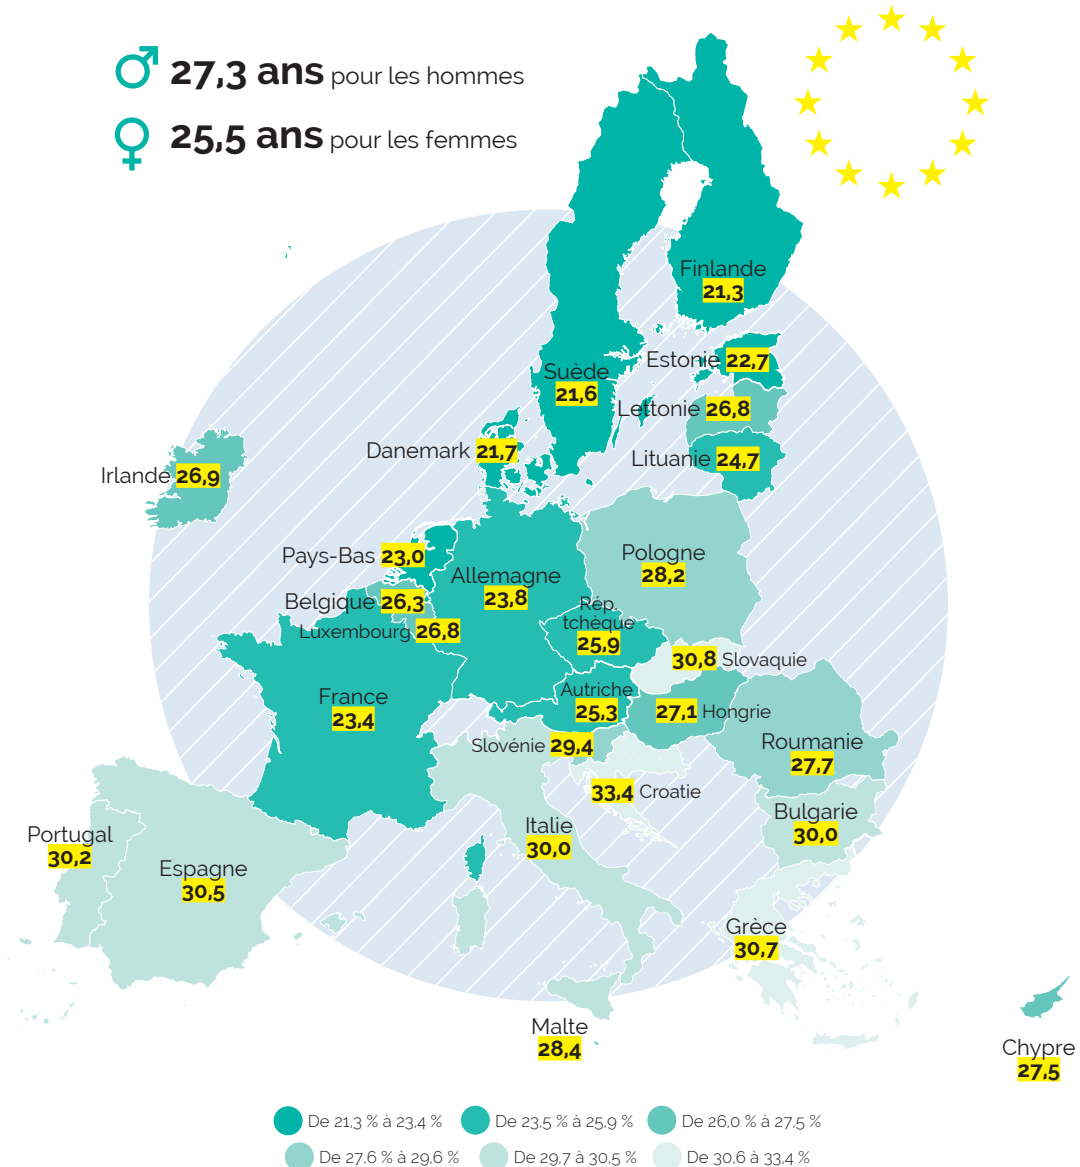 27,3 ans pour les hommes
25,5 ans pour les femmes
Finlande
21,3
Estonie 22,7
Suède
21,6
Lettonie 26,8
Danemark 21,7
Lituanie 24,7
Irlande 26,9
Pays-Bas 23,0
Pologne
28,2
Allemagne
23,8
Belgique 26,3
Rép.
tchèque
25,9
Luxembourg 26,8
30,8 Slovaquie
France
23,4
Autriche
25,3
27,1 Hongrie
Slovénie 29,4
Roumanie
27,7
33,4 Croatie
Bulgarie
30,0
Italie
30,0
Portugal
30,2
Espagne
30,5
Grèce
30,7
Malte
28,4
Chypre
27,5
De 21,3 % à 23,4 % De 23,5 % à 25,9 % De 26,0 % à 27,5 %
De 27,6 % à 29,6 % De 29,7 à 30,5 % De 30,6 à 33,4 %